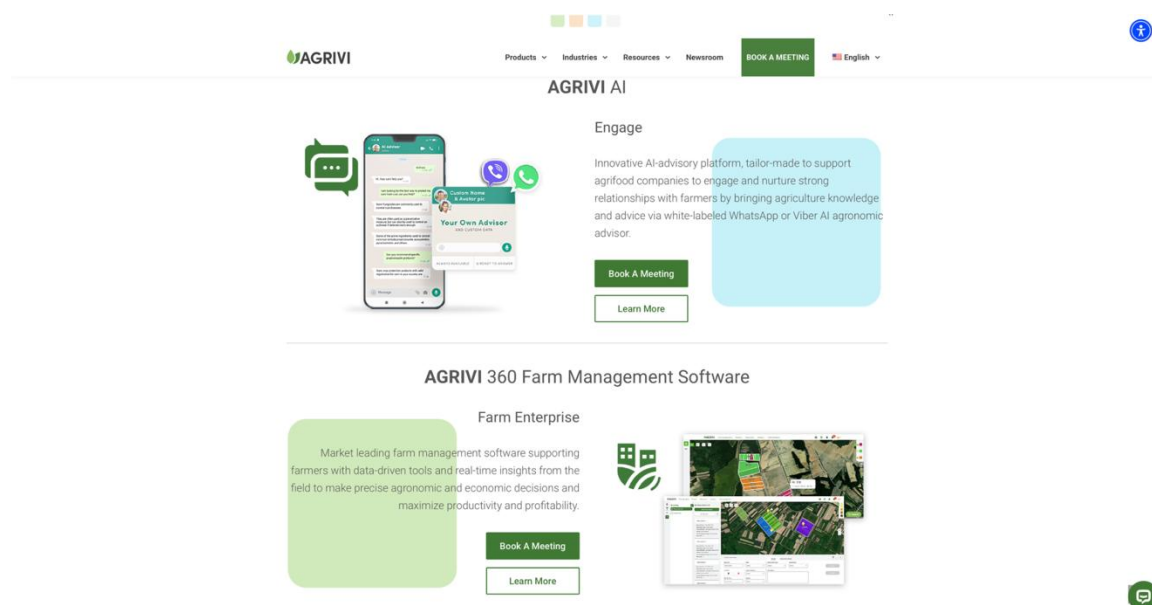 AGRIVI
Products
Industries
Resources
Newsroom
BOOK A MEETING
English
AGRIVI AI
Engage
Innovative AI-advisory platform, tailor-made to support
agrifood companies to engage and nurture strong
relationships with farmers by bringing agriculture knowledge
and advice via white-labeled WhatsApp or Viber AI agronomic
advisor.
Custom Name
& Avatar pic
Your Own Advisor
Message
Book A Meeting
Learn More
AGRIVI 360 Farm Management Software
Farm Enterprise
Market leading farm management software supporting
farmers with data-driven tools and real-time insights from the
field to make precise agronomic and economic decisions and
maximize productivity and profitability.
Book A Meeting
Learn More